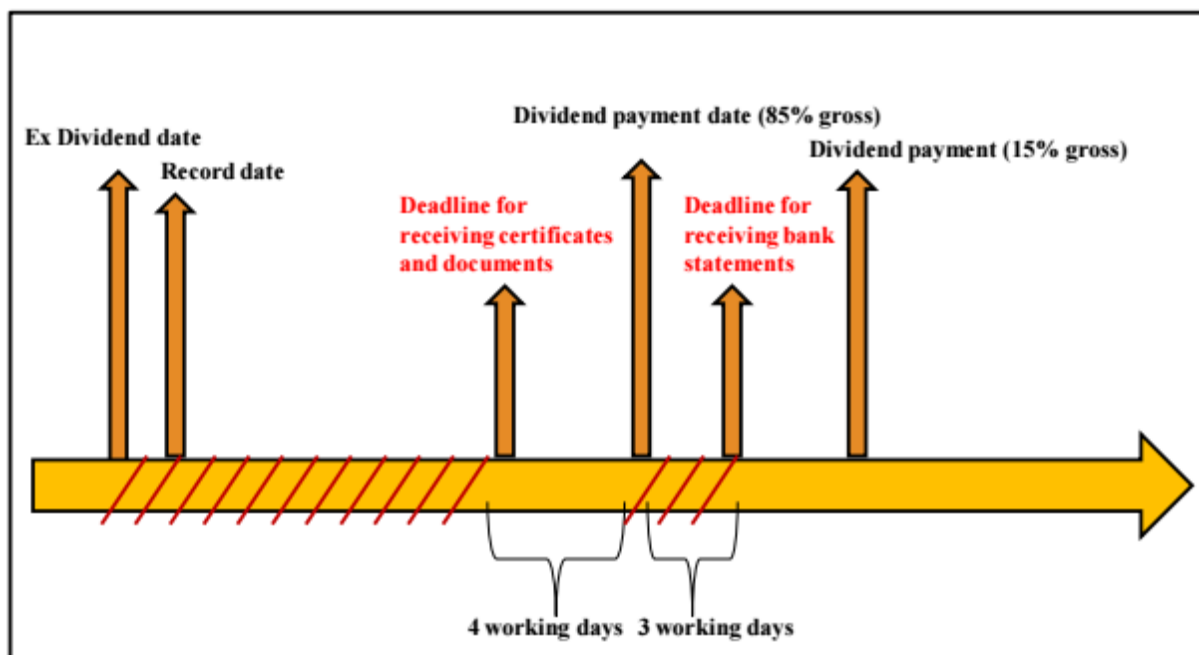 Dividend payment date (85% gross)
Ex Dividend date
Dividend payment (15% gross)
Record date
Deadline for
receiving certificates
and documents
Deadline for
receiving bank
statements
4 working days
3 working days